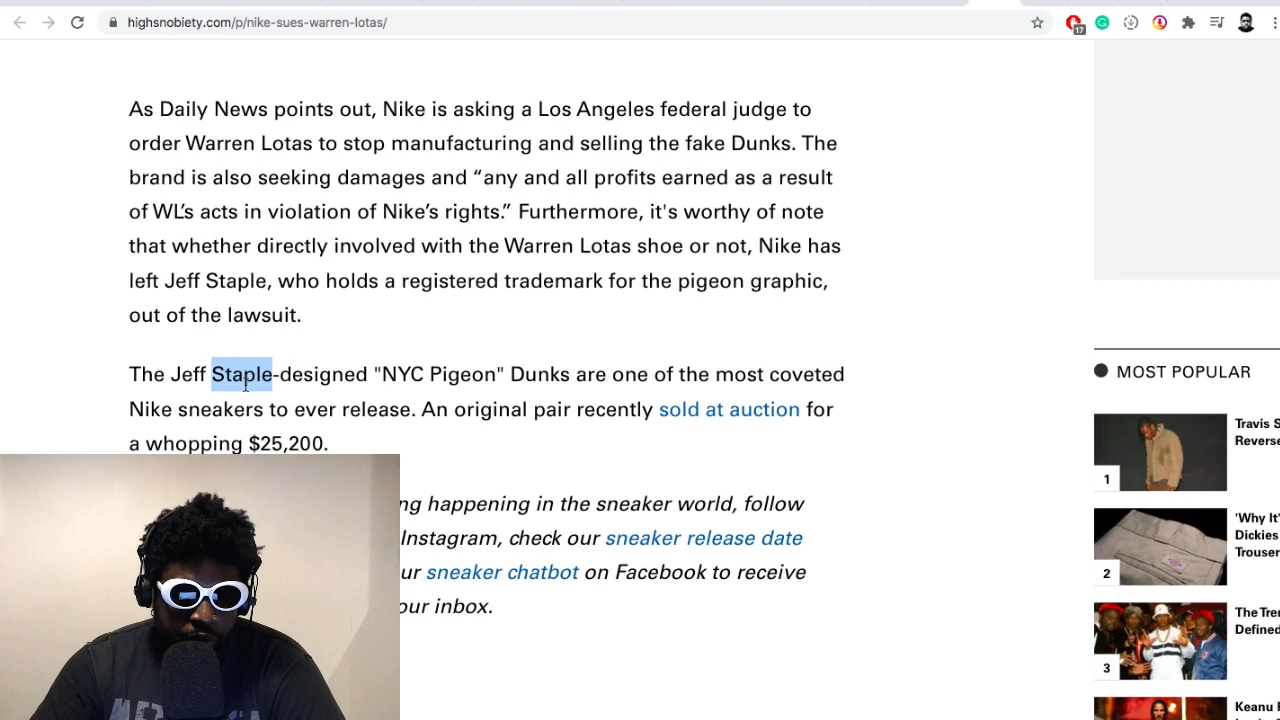 highsnobiety.com/p/nike-sues-warren-lotas/
17
As Daily News points out, Nike is asking a Los Angeles federal judge to
order Warren Lotas to stop manufacturing and selling the fake Dunks. The
brand is also seeking damages and “any and all profits earned as a result
of WL’s acts in violation of Nike’s rights.” Furthermore, it's worthy of note
that whether directly involved with the Warren Lotas shoe or not, Nike has
left Jeff Staple, who holds a registered trademark for the pigeon graphic,
out of the lawsuit.
The Jeff Staple-designed "NYC Pigeon" Dunks are one of the most coveted
Nike sneakers to ever release. An original pair recently sold at auction for
a whopping $25,200.
ng happening in the sneaker world, follow
Instagram, check our sneaker release date
ur sneaker chatbot on Facebook to receive
our inbox.
MOST POPULAR
1
Travis S
Reverse
2
'Why It'
Dickies
Trouser
3
The Tren
Defined
Keanu